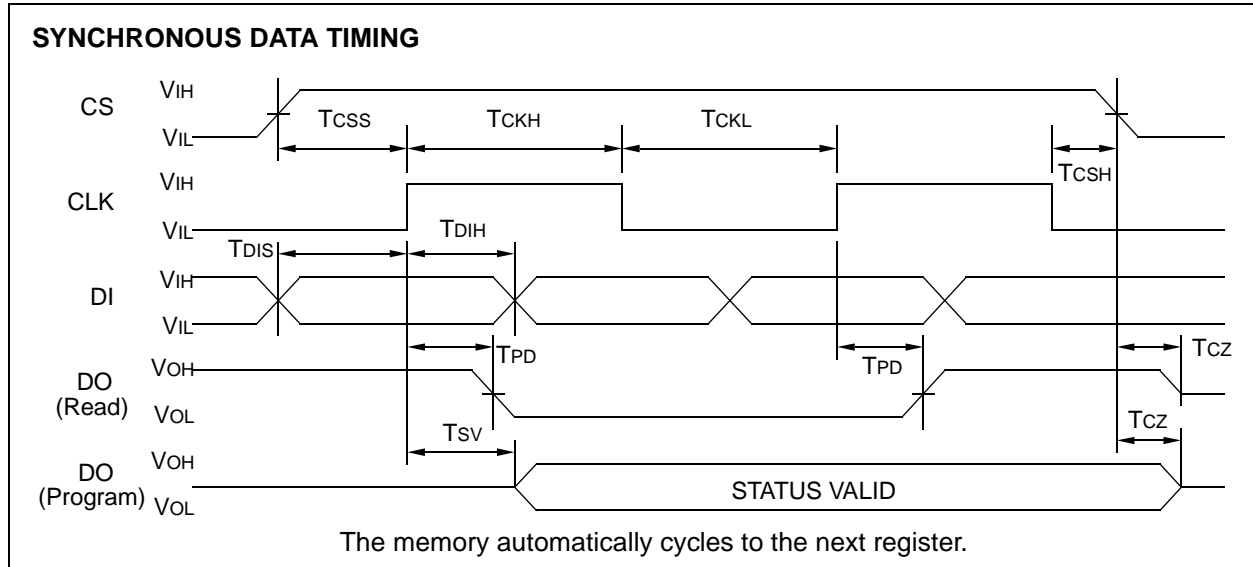 SYNCHRONOUS DATA TIMING
CS
VIH
VIL
TCSS
TCKH
TCKL
TCSH
CLK
VIH
VIL
TDIS
TDIH
DI
VIH
VIL
TPD
TPD
TCZ
DO
(Read)
VOH
VOL
TSV
TCZ
DO
(Program)
VOH
VOL
STATUS VALID
The memory automatically cycles to the next register.